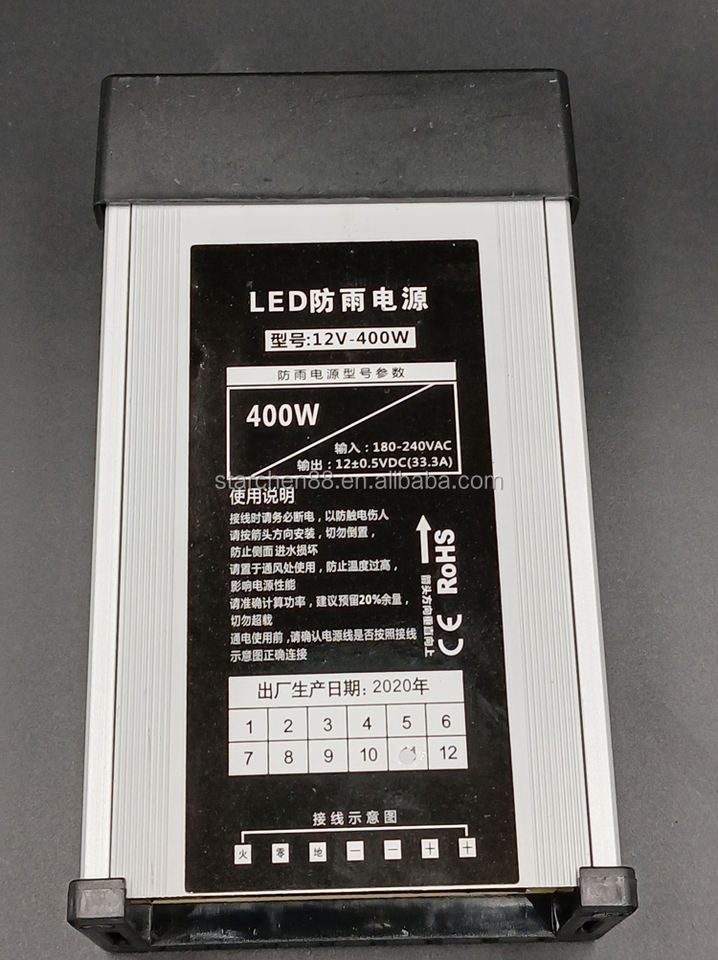 LED防雨电源
型号:12V-400W
防雨电源型号参数
400W
输入：180-240VAC
输出：12±0.5VDC(33.3A)
starchen88.en.alibaba.com
使用说明
接线时请务必断电，以防触电伤人
请按箭头方向安装，切勿倒置，
防止侧面进水损坏
请置于通风处使用，防止温度过高，
影响电源性能
请准确计算功率，建议预留20%余量，
切勿超载
通电使用前,请确认电源线是否按照接线
示意图正确连接
箭头方向垂直向上
CE RoHS
出厂生产日期：2020年
1 2 3 4 5 6
7 8 9 10 11 12
接线示意图
火 零 地 一 一 十 十